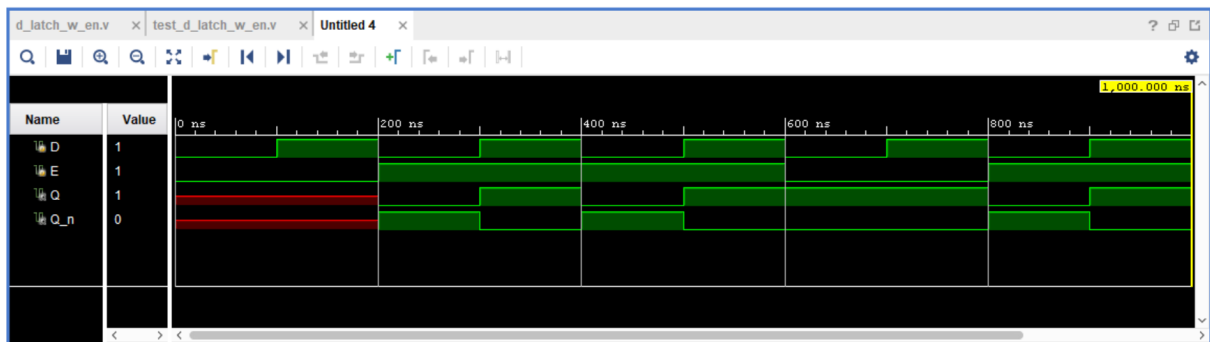 d_latch_w_en.v × test_d_latch_w_en.v × Untitled 4 × ?
1,000.000 ns
Name Value 0 ns 200 ns 400 ns 600 ns 800 ns
D 1
E 1
Q 1
Q_n 0